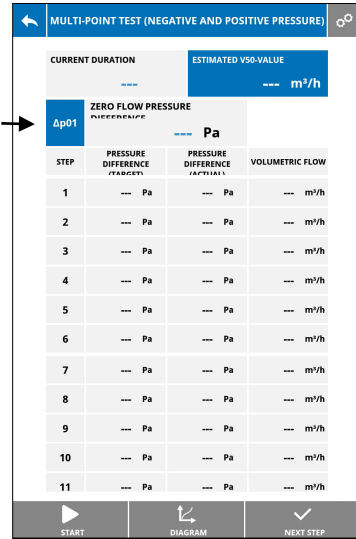 MULTI-POINT TEST (NEGATIVE AND POSITIVE PRESSURE)
CURRENT DURATION
---
ESTIMATED V50-VALUE
--- m³/h
Δp01
ZERO FLOW PRESSURE
DIFFERENCE
--- Pa
STEP PRESSURE DIFFERENCE (TARGET) PRESSURE DIFFERENCE (ACTUAL) VOLUMETRIC FLOW
1 --- Pa --- Pa --- m³/h
2 --- Pa --- Pa --- m³/h
3 --- Pa --- Pa --- m³/h
4 --- Pa --- Pa --- m³/h
5 --- Pa --- Pa --- m³/h
6 --- Pa --- Pa --- m³/h
7 --- Pa --- Pa --- m³/h
8 --- Pa --- Pa --- m³/h
9 --- Pa --- Pa --- m³/h
10 --- Pa --- Pa --- m³/h
11 --- Pa --- Pa --- m³/h
START DIAGRAM NEXT STEP